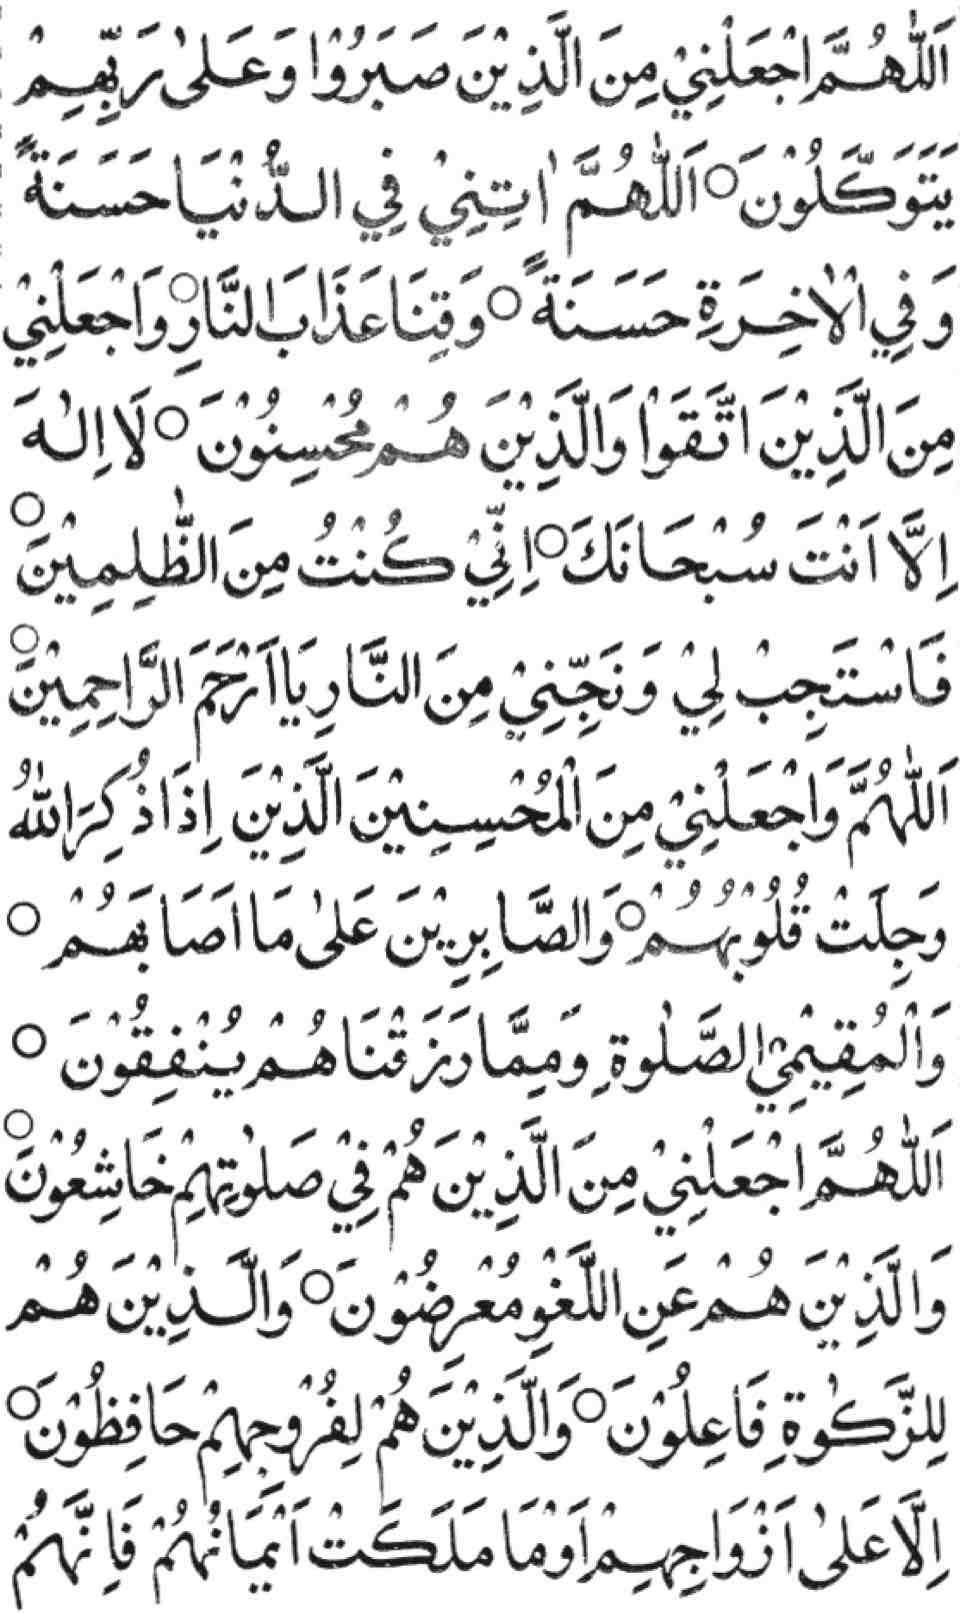 اَللّٰهُمَّ اجْعَلْنِيْ مِنَ الَّذِيْنَ صَبَرُوْا وَعَلٰى رَبِّهِمْ
يَتَوَكَّلُوْنَ ○ اَللّٰهُمَّ اٰتِنِيْ فِي الدُّنْيَا حَسَنَةً
وَفِي الْاٰخِرَةِ حَسَنَةً ○ وَقِنَا عَذَابَ النَّارِ ○ وَاجْعَلْنِيْ
مِنَ الَّذِيْنَ اتَّقَوْا وَالَّذِيْنَ هُمْ مُحْسِنُوْنَ ○ لَا اِلٰهَ
اِلَّا اَنْتَ سُبْحَانَكَ ○ اِنِّيْ كُنْتُ مِنَ الظّٰلِمِيْنَ ○
فَاسْتَجِبْ لِيْ وَنَجِّنِيْ مِنَ النَّارِ يَا اَرْحَمَ الرَّاحِمِيْنَ ○
اَللّٰهُمَّ وَاجْعَلْنِيْ مِنَ الْمُحْسِنِيْنَ الَّذِيْنَ اِذَا ذُكِرَ اللّٰهُ
وَجِلَتْ قُلُوْبُهُمْ ○ وَالصَّابِرِيْنَ عَلٰى مَا اَصَابَهُمْ ○
وَالْمُقِيْمِيْ الصَّلٰوةِ وَمِمَّا رَزَقْنَاهُمْ يُنْفِقُوْنَ ○
اَللّٰهُمَّ اجْعَلْنِيْ مِنَ الَّذِيْنَ هُمْ فِيْ صَلٰوتِهِمْ خَاشِعُوْنَ ○
وَالَّذِيْنَ هُمْ عَنِ اللَّغْوِ مُعْرِضُوْنَ ○ وَالَّذِيْنَ هُمْ
لِلزَّكٰوةِ فَاعِلُوْنَ ○ وَالَّذِيْنَ هُمْ لِفُرُوْجِهِمْ حَافِظُوْنَ ○
اِلَّا عَلٰى اَزْوَاجِهِمْ اَوْ مَا مَلَكَتْ اَيْمَانُهُمْ فَاِنَّهُمْ